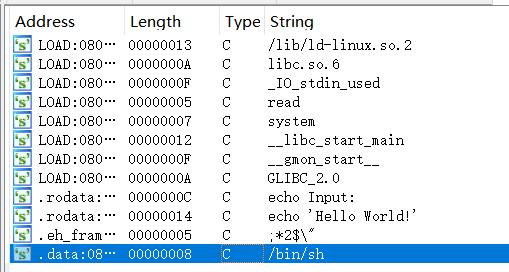 Address Length Type String
LOAD:080… 00000013 C /lib/ld-linux.so.2
LOAD:080… 0000000A C libc.so.6
LOAD:080… 0000000F C _IO_stdin_used
LOAD:080… 00000005 C read
LOAD:080… 00000007 C system
LOAD:080… 00000012 C __libc_start_main
LOAD:080… 0000000F C __gmon_start__
LOAD:080… 0000000A C GLIBC_2.0
.rodata:… 0000000C C echo Input:
.rodata:… 00000014 C echo 'Hello World!'
.eh_fram… 00000005 C ;*2$\"
.data:08… 00000008 C /bin/sh